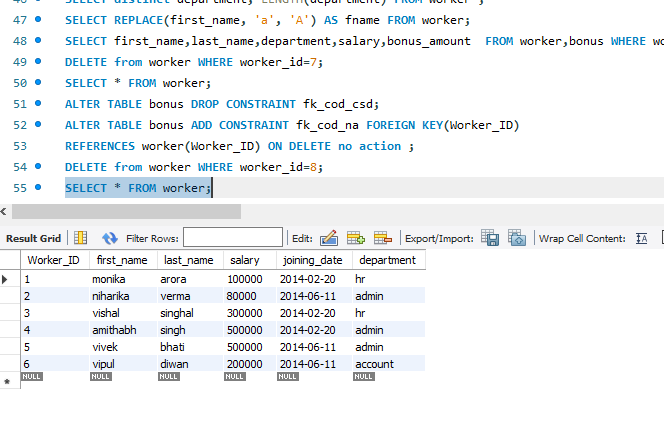 46 SELECT distinct department, LENGTH(department) FROM worker ;
47 SELECT REPLACE(first_name, 'a', 'A') AS fname FROM worker;
48 SELECT first_name,last_name,department,salary,bonus_amount FROM worker,bonus WHERE wo
49 DELETE from worker WHERE worker_id=7;
50 SELECT * FROM worker;
51 ALTER TABLE bonus DROP CONSTRAINT fk_cod_csd;
52 ALTER TABLE bonus ADD CONSTRAINT fk_cod_na FOREIGN KEY(Worker_ID)
53 REFERENCES worker(Worker_ID) ON DELETE no action ;
54 DELETE from worker WHERE worker_id=8;
55 SELECT * FROM worker;
Result Grid Filter Rows: Edit: Export/Import: Wrap Cell Content: IA
Worker_ID first_name last_name salary joining_date department
1 monika arora 100000 2014-02-20 hr
2 niharika verma 80000 2014-06-11 admin
3 vishal singhal 300000 2014-02-20 hr
4 amithabh singh 500000 2014-02-20 admin
5 vivek bhati 500000 2014-06-11 admin
6 vipul diwan 200000 2014-06-11 account
NULL NULL NULL NULL NULL NULL